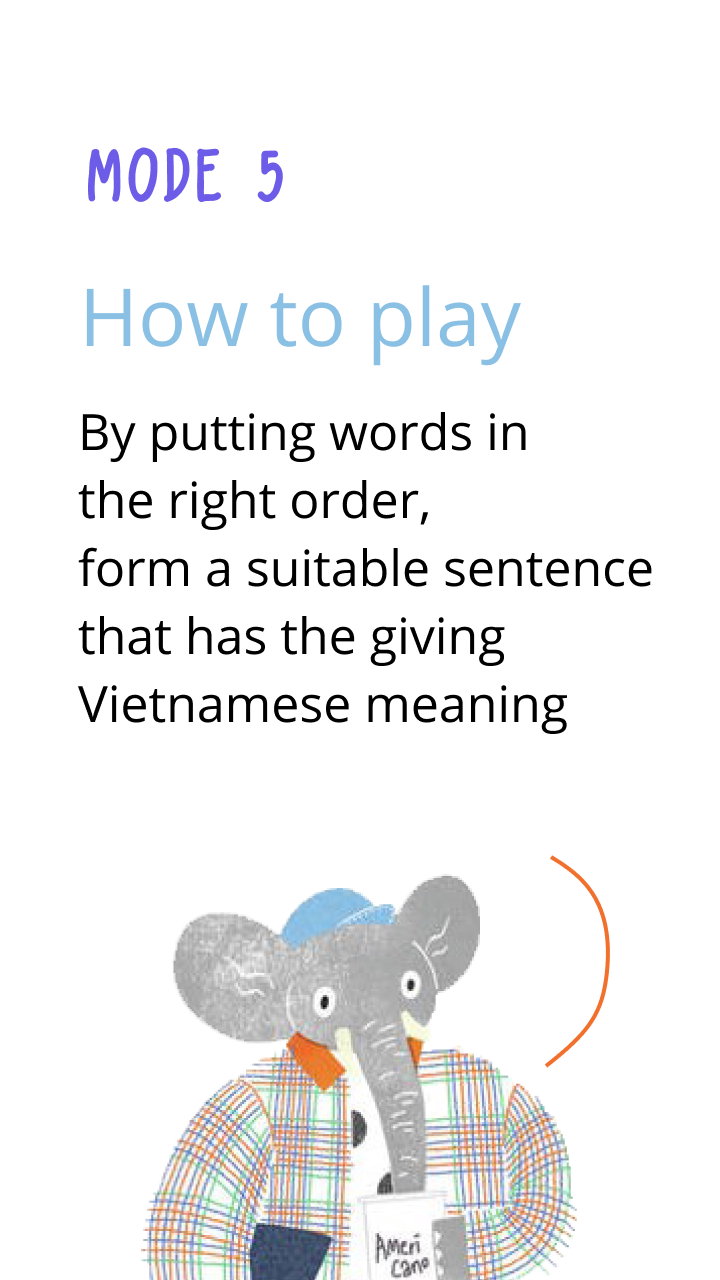 MODE 5
How to play
By putting words in
the right order,
form a suitable sentence
that has the giving
Vietnamese meaning
Ameri
cano